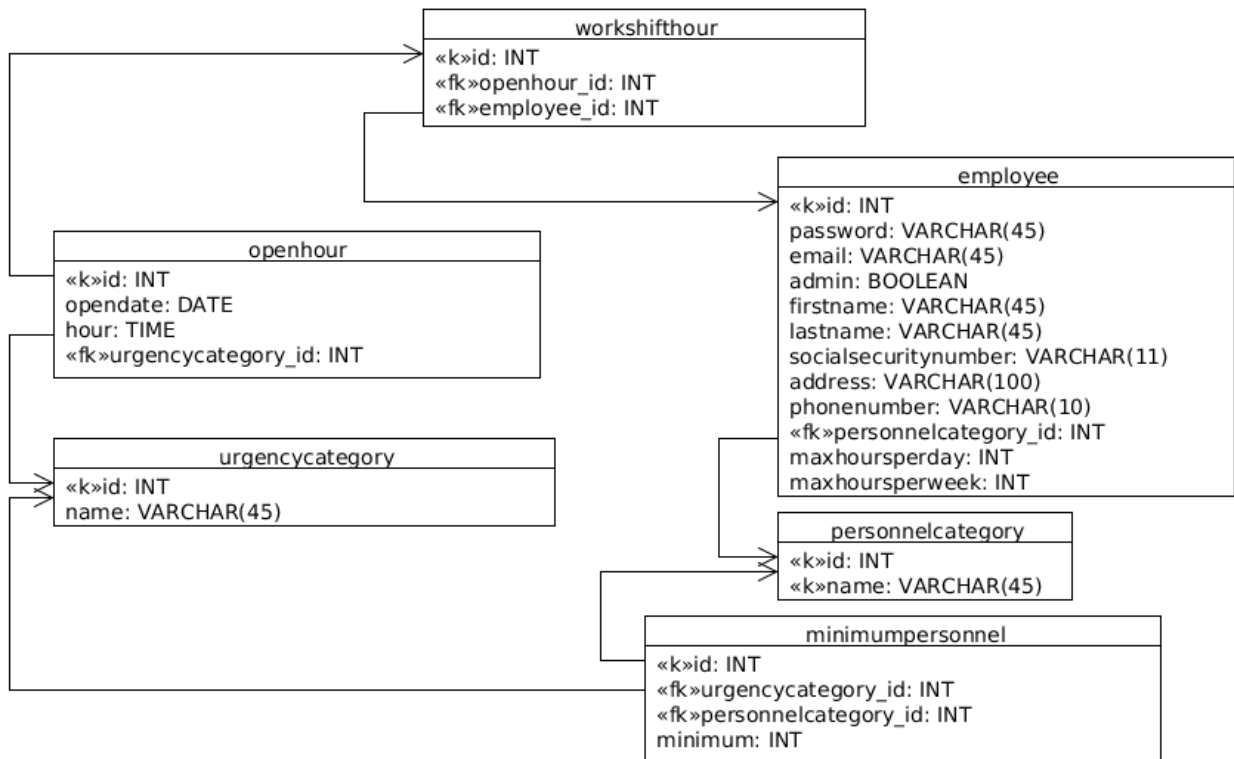 workshifthour
«k»id: INT
«fk»openhour_id: INT
«fk»employee_id: INT
employee
«k»id: INT
password: VARCHAR(45)
email: VARCHAR(45)
admin: BOOLEAN
firstname: VARCHAR(45)
lastname: VARCHAR(45)
socialsecuritynumber: VARCHAR(11)
address: VARCHAR(100)
phonenumber: VARCHAR(10)
«fk»personnelcategory_id: INT
maxhoursperday: INT
maxhoursperweek: INT
openhour
«k»id: INT
opendate: DATE
hour: TIME
«fk»urgencycategory_id: INT
urgencycategory
«k»id: INT
name: VARCHAR(45)
personnelcategory
«k»id: INT
«k»name: VARCHAR(45)
minimumpersonnel
«k»id: INT
«fk»urgencycategory_id: INT
«fk»personnelcategory_id: INT
minimum: INT